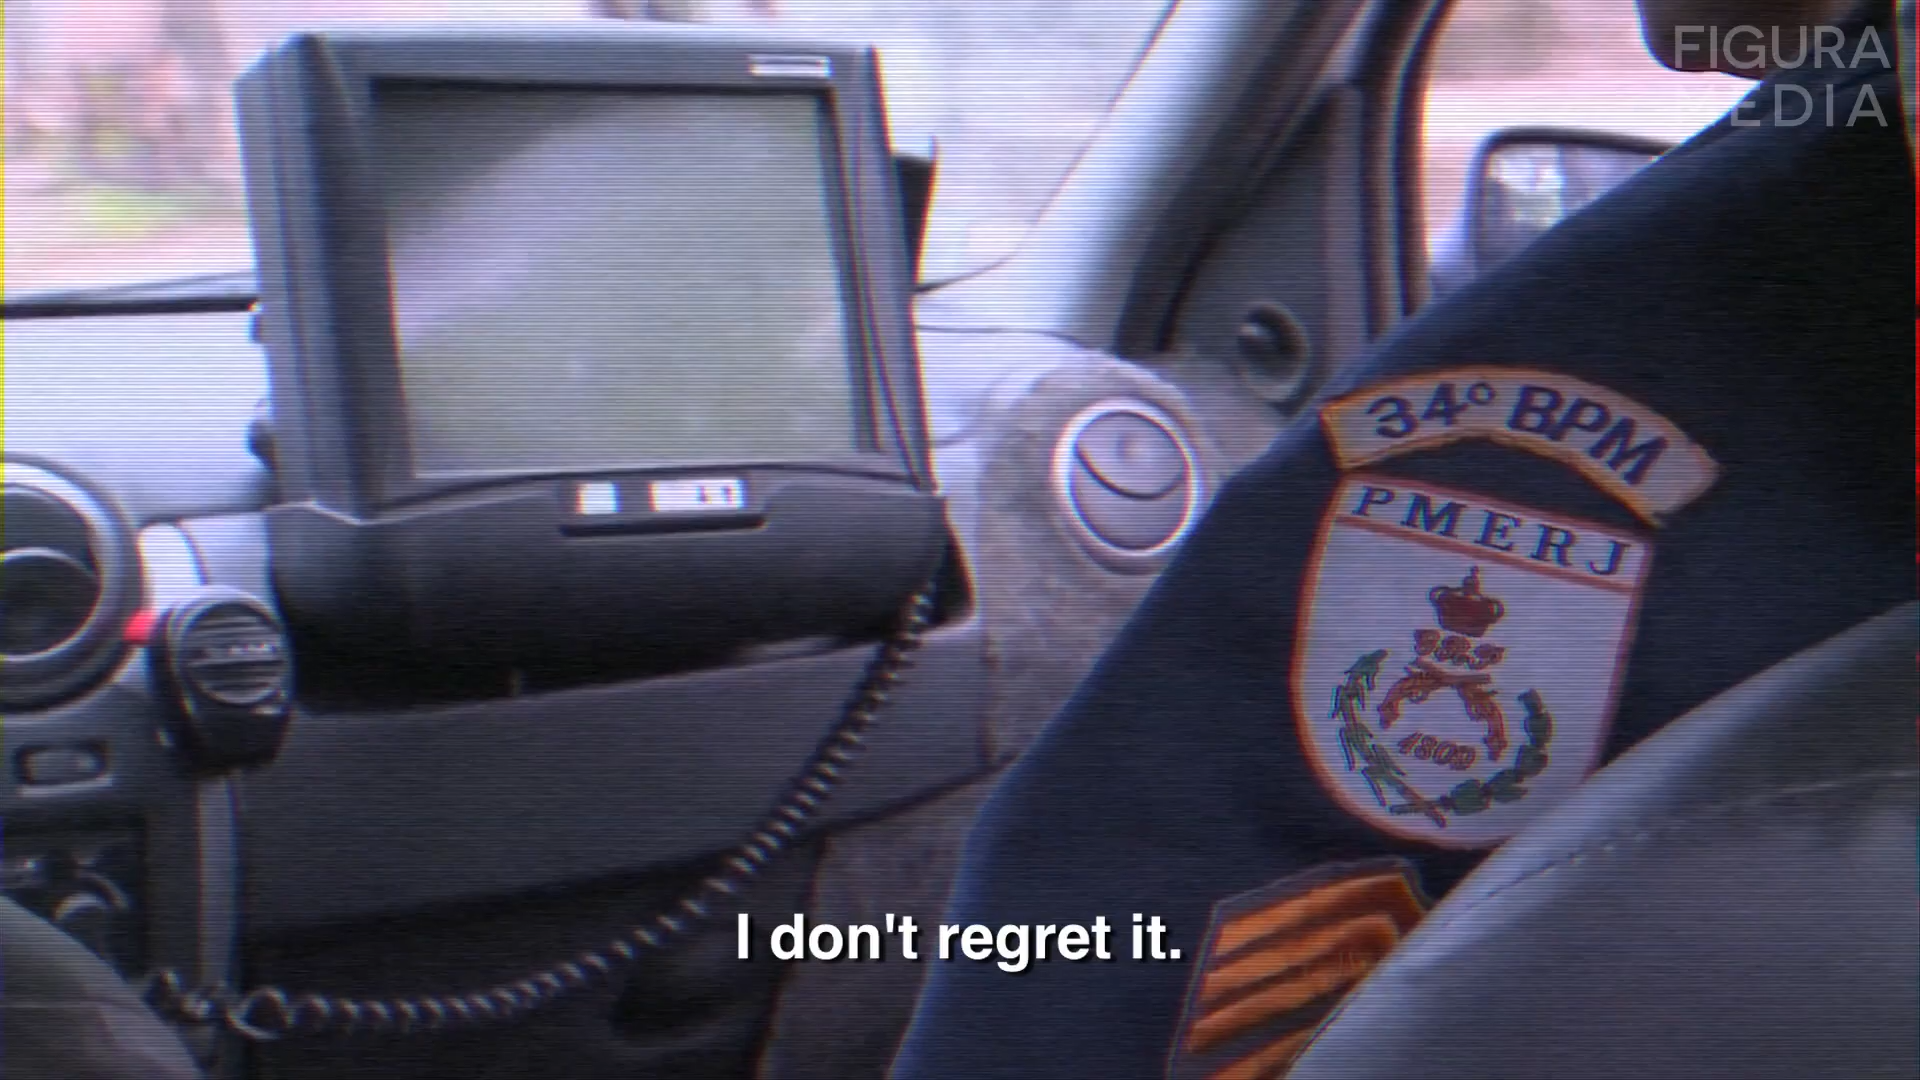 FIGURA
MEDIA
34º BPM
PMERJ
1809
I don't regret it.